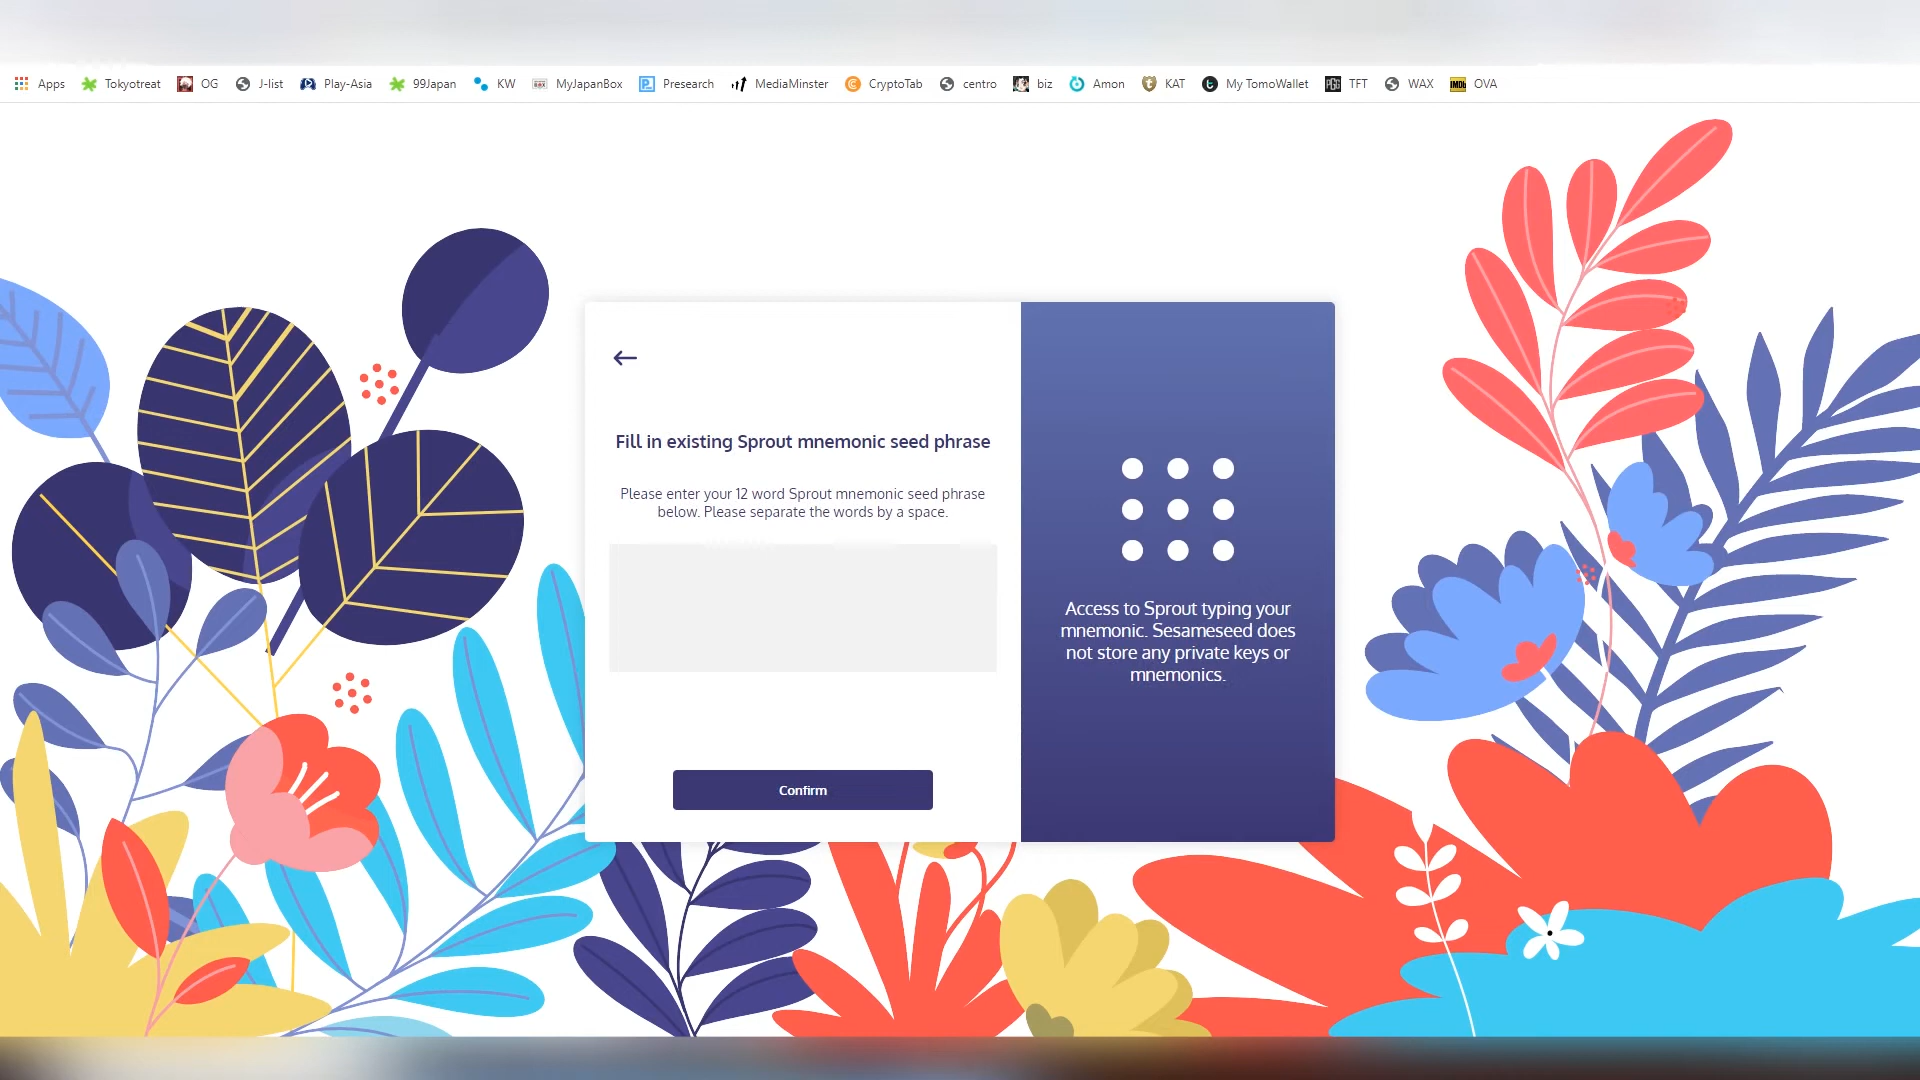 Apps Tokyotreat OG J-list Play-Asia 99Japan KW MyJapanBox Presearch MediaMinster CryptoTab centro biz Amon KAT My TomoWallet TFT WAX OVA
Fill in existing Sprout mnemonic seed phrase
Please enter your 12 word Sprout mnemonic seed phrase
below. Please separate the words by a space.
Confirm
Access to Sprout typing your
mnemonic. Sesameseed does
not store any private keys or
mnemonics.